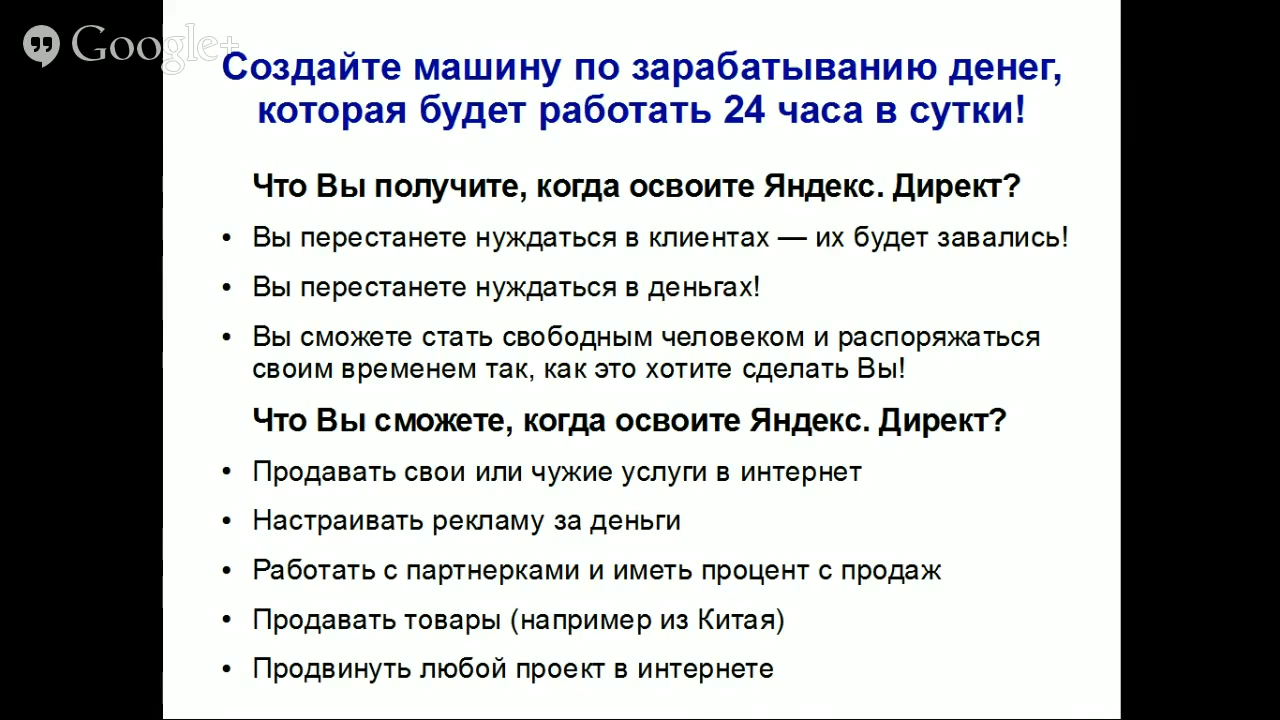 Google+
Создайте машину по зарабатыванию денег,
которая будет работать 24 часа в сутки!
Что Вы получите, когда освоите Яндекс. Директ?
• Вы перестанете нуждаться в клиентах — их будет завались!
• Вы перестанете нуждаться в деньгах!
• Вы сможете стать свободным человеком и распоряжаться
своим временем так, как это хотите сделать Вы!
Что Вы сможете, когда освоите Яндекс. Директ?
• Продавать свои или чужие услуги в интернет
• Настраивать рекламу за деньги
• Работать с партнерками и иметь процент с продаж
• Продавать товары (например из Китая)
• Продвинуть любой проект в интернете